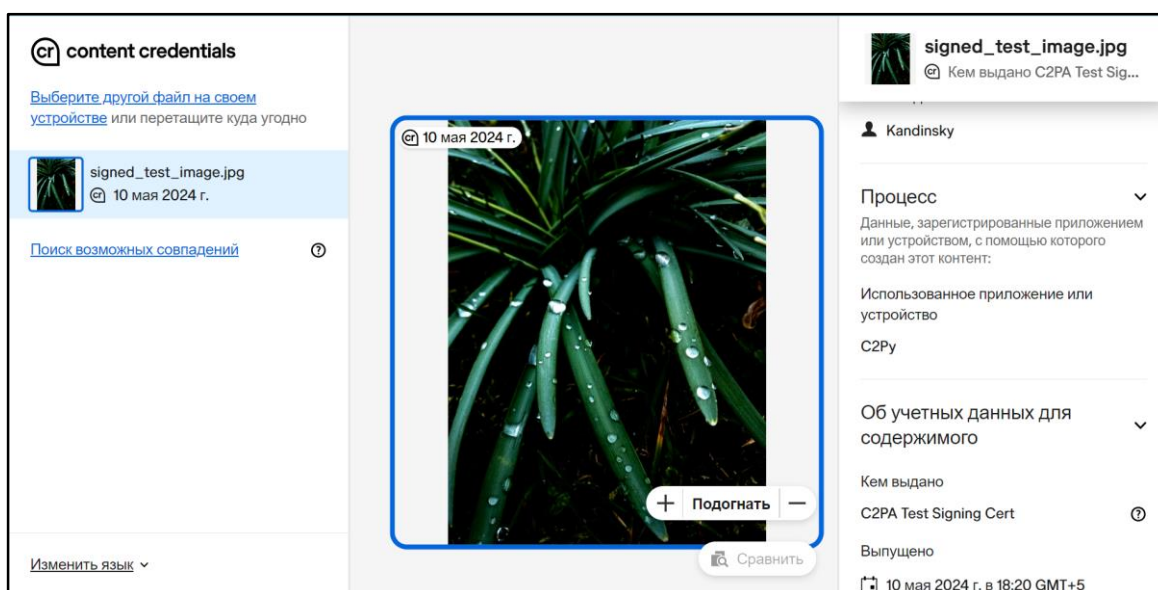 cr content credentials
Выберите другой файл на своем
устройстве или перетащите куда угодно
signed_test_image.jpg
cr 10 мая 2024 г.
Поиск возможных совпадений
Изменить язык
cr 10 мая 2024 г.
+ Подогнать —
Сравнить
signed_test_image.jpg
cr Кем выдано C2PA Test Sig...
Kandinsky
Процесс
Данные, зарегистрированные приложением
или устройством, с помощью которого
создан этот контент:
Использованное приложение или
устройство
C2Py
Об учетных данных для
содержимого
Кем выдано
C2PA Test Signing Cert
Выпущено
10 мая 2024 г. в 18:20 GMT+5